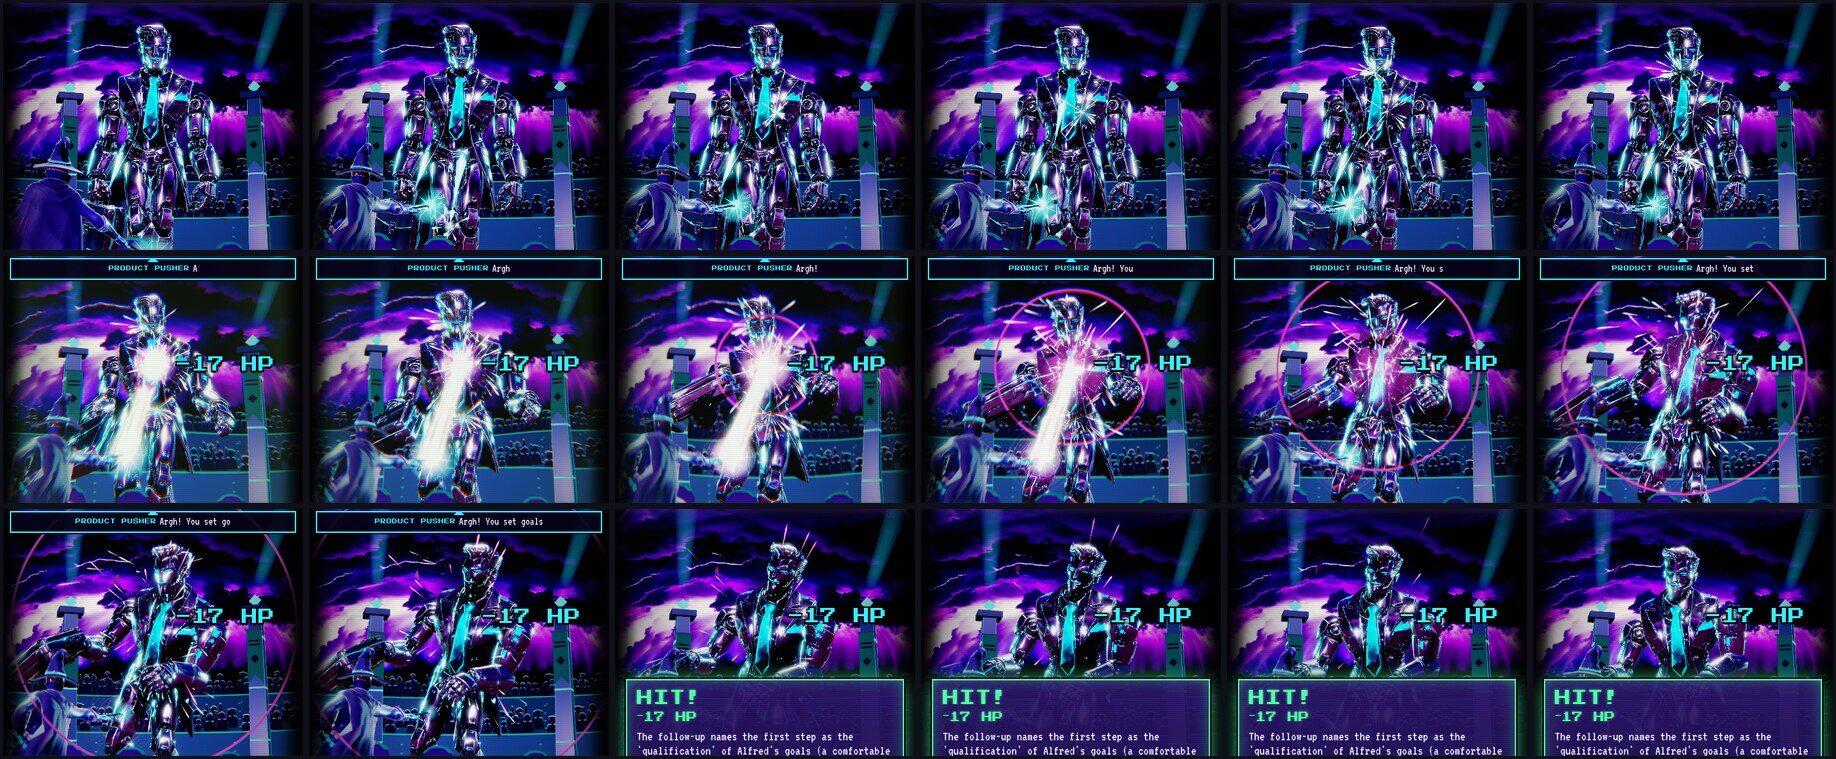 PRODUCT PUSHER A
PRODUCT PUSHER Argh
PRODUCT PUSHER Argh!
PRODUCT PUSHER Argh! You
PRODUCT PUSHER Argh! You s
PRODUCT PUSHER Argh! You set
-17 HP
-17 HP
-17 HP
-17 HP
-17 HP
-17 HP
PRODUCT PUSHER Argh! You set go
PRODUCT PUSHER Argh! You set goals
-17 HP
-17 HP
-17 HP
-17 HP
-17 HP
-17 HP
HIT!
-17 HP
The follow-up names the first step as the
'qualification' of Alfred's goals (a comfortable
HIT!
-17 HP
The follow-up names the first step as the
'qualification' of Alfred's goals (a comfortable
HIT!
-17 HP
The follow-up names the first step as the
'qualification' of Alfred's goals (a comfortable
HIT!
-17 HP
The follow-up names the first step as the
'qualification' of Alfred's goals (a comfortable